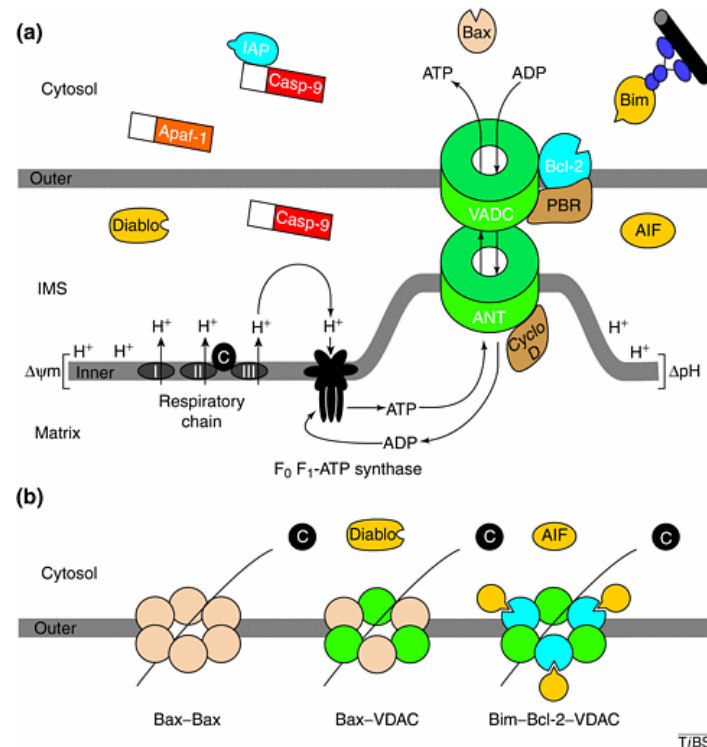 (a)
Cytosol
IAP
Casp-9
Apaf-1
Bax
ATP
ADP
Bim
Outer
VADC
Bcl-2
PBR
Diablo
Casp-9
AIF
IMS
ANT
Cyclo D
H+
H+
H+
H+
H+
H+
H+
H+
Δψm
Inner
I
II
C
III
ΔpH
Respiratory
chain
Matrix
ATP
ADP
F0 F1-ATP synthase
(b)
Cytosol
C
Diablo
C
AIF
C
Outer
Bax–Bax
Bax–VDAC
Bim–Bcl-2–VDAC
TiBS